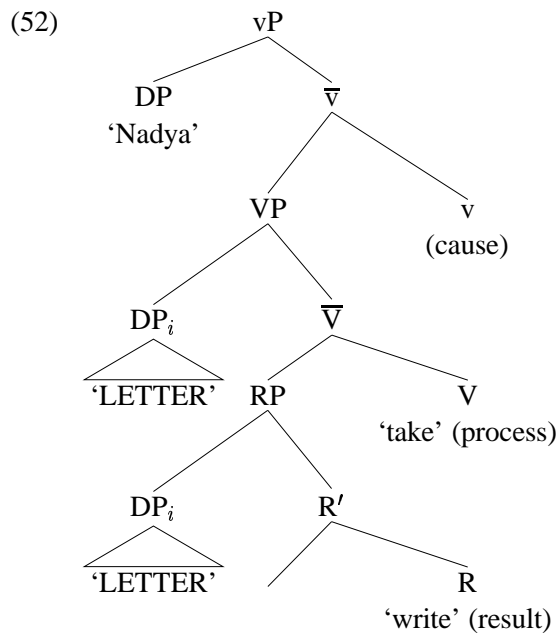 (52) vP
DP v̅
‘Nadya’
VP v
(cause)
DPᵢ V̅
‘LETTER’ RP V
‘take’ (process)
DPᵢ R′
‘LETTER’ R
‘write’ (result)